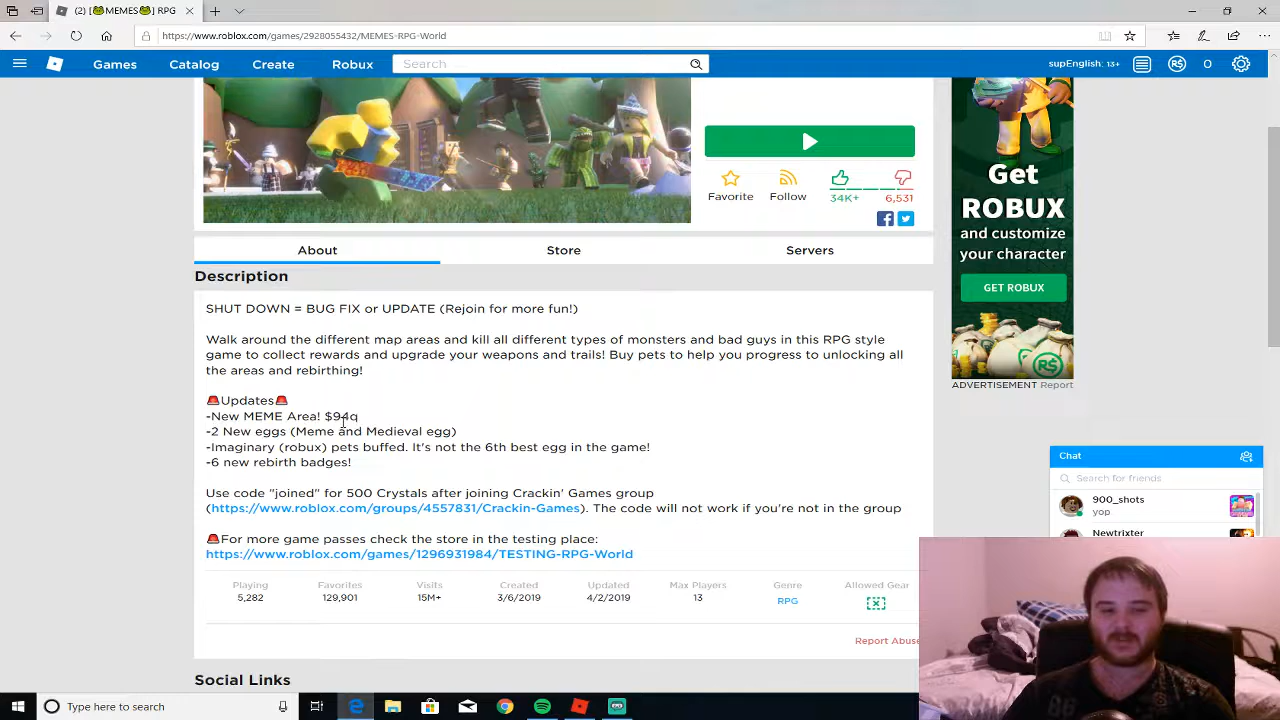 (2) [😂MEMES😂] RPG
https://www.roblox.com/games/2928055432/MEMES-RPG-World
Games Catalog Create Robux Search supEnglish: 13+ 0
Favorite Follow 34K+ 6,531
Get
ROBUX
and customize
your character
GET ROBUX
ADVERTISEMENT Report
About Store Servers
Description
SHUT DOWN = BUG FIX or UPDATE (Rejoin for more fun!)
Walk around the different map areas and kill all different types of monsters and bad guys in this RPG style
game to collect rewards and upgrade your weapons and trails! Buy pets to help you progress to unlocking all
the areas and rebirthing!
🚨Updates🚨
-New MEME Area! $94q
-2 New eggs (Meme and Medieval egg)
-Imaginary (robux) pets buffed. It's not the 6th best egg in the game!
-6 new rebirth badges!
Use code "joined" for 500 Crystals after joining Crackin' Games group
(https://www.roblox.com/groups/4557831/Crackin-Games). The code will not work if you're not in the group
🚨For more game passes check the store in the testing place:
https://www.roblox.com/games/1296931984/TESTING-RPG-World
Playing Favorites Visits Created Updated Max Players Genre Allowed Gear
5,282 129,901 15M+ 3/6/2019 4/2/2019 13 RPG
Report Abuse
Social Links
Chat
Search for friends
900_shots
yop
Newtrixter
Type here to search